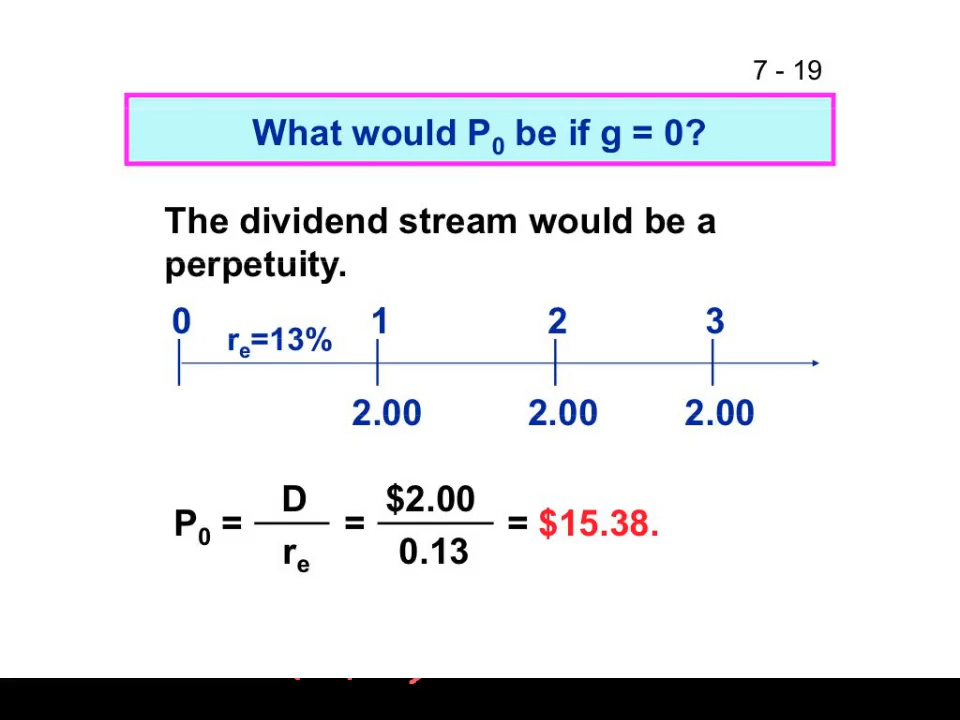 7 - 19
What would P0 be if g = 0?
The dividend stream would be a
perpetuity.
0 re=13% 1 2 3
2.00 2.00 2.00
P0 = D / re = $2.00 / 0.13 = $15.38.